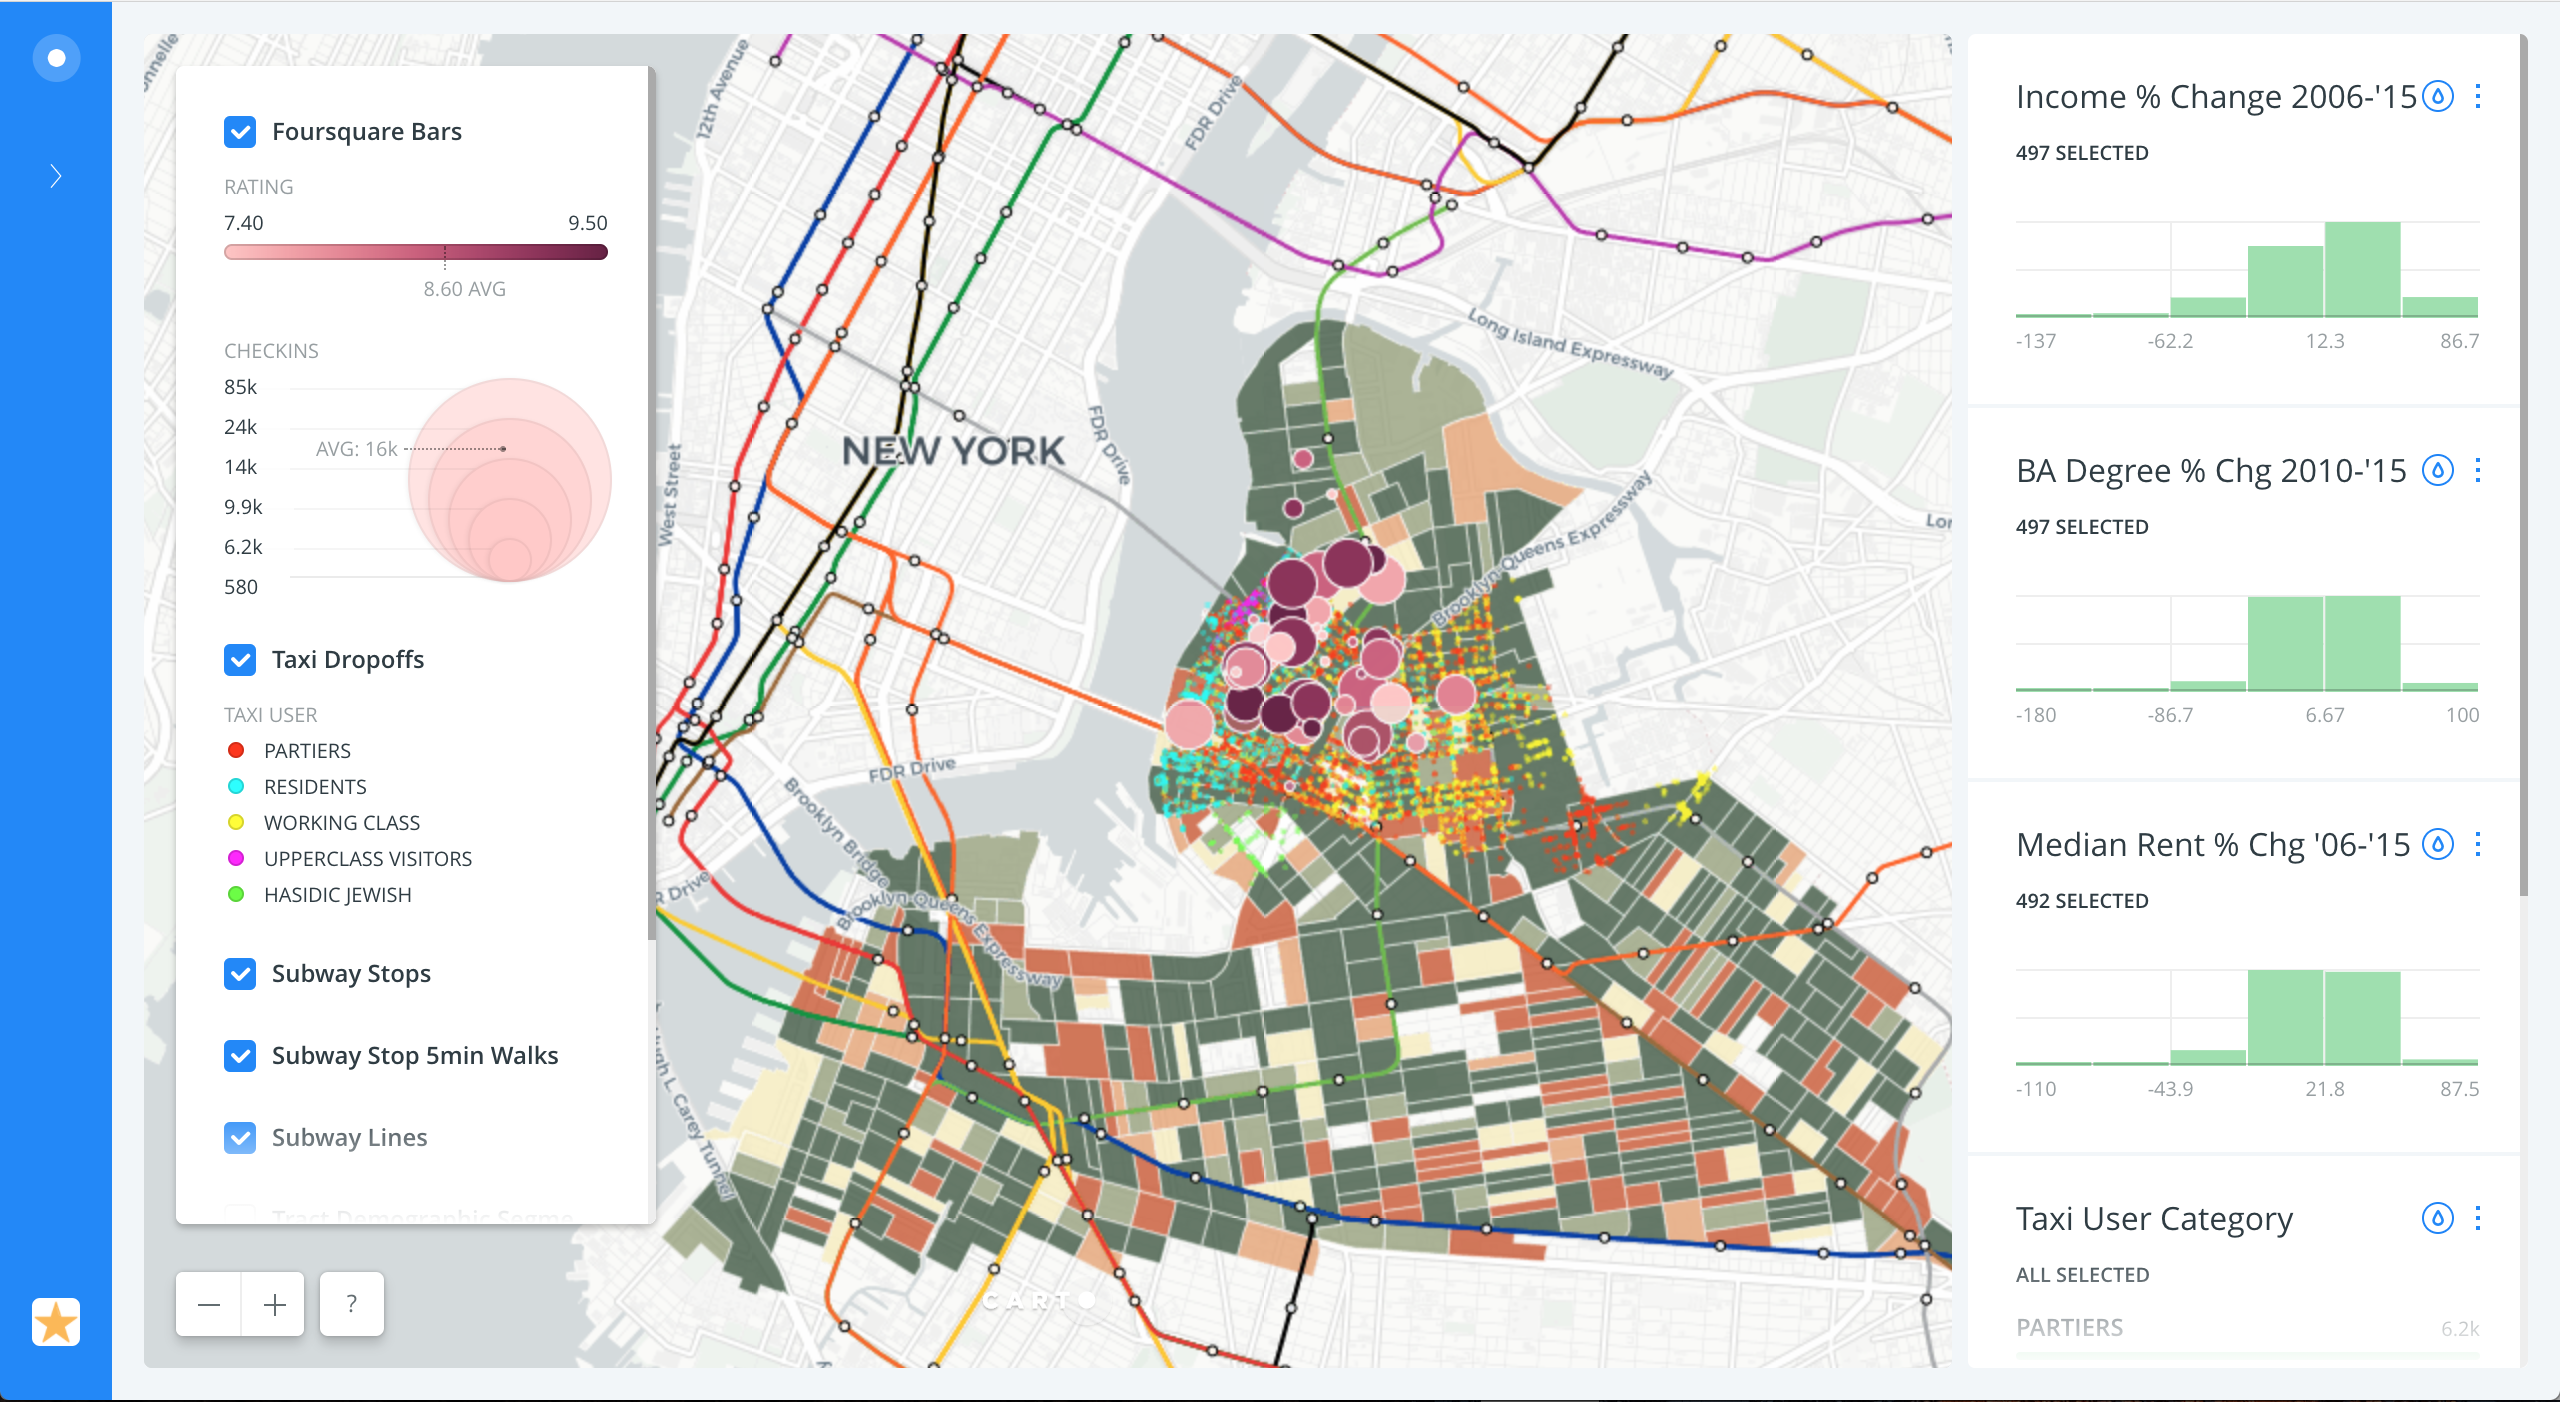 Foursquare Bars
RATING
7.40 9.50
8.60 AVG
CHECKINS
85k
24k
AVG: 16k
14k
9.9k
6.2k
580
Taxi Dropoffs
TAXI USER
PARTIERS
RESIDENTS
WORKING CLASS
UPPERCLASS VISITORS
HASIDIC JEWISH
Subway Stops
Subway Stop 5min Walks
Subway Lines
Tract Demographic Segme
?
12th Avenue
FDR Drive
Long Island Expressway
NEW YORK
FDR Drive
West Street
Brooklyn-Queens Expressway
FDR Drive
Brooklyn Bridge
R Drive
Brooklyn-Queens Expressway
Hugh L. Carey Tunnel
CARTO
Income % Change 2006-'15
497 SELECTED
-137 -62.2 12.3 86.7
BA Degree % Chg 2010-'15
497 SELECTED
-180 -86.7 6.67 100
Median Rent % Chg '06-'15
492 SELECTED
-110 -43.9 21.8 87.5
Taxi User Category
ALL SELECTED
PARTIERS 6.2k